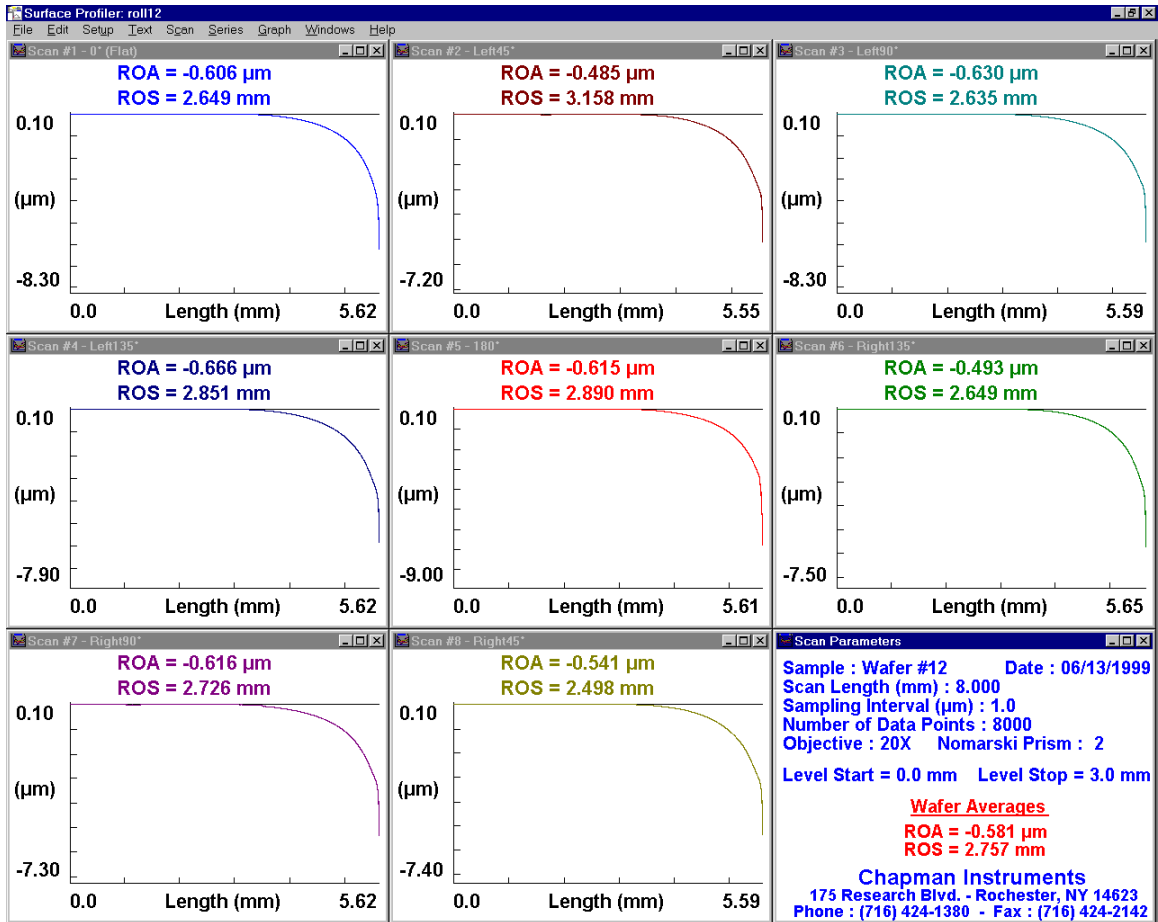 Surface Profiler: roll12
File Edit Setup Text Scan Series Graph Windows Help
Scan #1 - 0* (Flat)
ROA = -0.606 µm
ROS = 2.649 mm
0.10
(µm)
-8.30
0.0 Length (mm) 5.62
Scan #2 - Left45*
ROA = -0.485 µm
ROS = 3.158 mm
0.10
(µm)
-7.20
0.0 Length (mm) 5.55
Scan #3 - Left90*
ROA = -0.630 µm
ROS = 2.635 mm
0.10
(µm)
-8.30
0.0 Length (mm) 5.59
Scan #4 - Left135*
ROA = -0.666 µm
ROS = 2.851 mm
0.10
(µm)
-7.90
0.0 Length (mm) 5.62
Scan #5 - 180*
ROA = -0.615 µm
ROS = 2.890 mm
0.10
(µm)
-9.00
0.0 Length (mm) 5.61
Scan #6 - Right135*
ROA = -0.493 µm
ROS = 2.649 mm
0.10
(µm)
-7.50
0.0 Length (mm) 5.65
Scan #7 - Right90*
ROA = -0.616 µm
ROS = 2.726 mm
0.10
(µm)
-7.30
0.0 Length (mm) 5.62
Scan #8 - Right45*
ROA = -0.541 µm
ROS = 2.498 mm
0.10
(µm)
-7.40
0.0 Length (mm) 5.59
Scan Parameters
Sample : Wafer #12 Date : 06/13/1999
Scan Length (mm) : 8.000
Sampling Interval (µm) : 1.0
Number of Data Points : 8000
Objective : 20X Nomarski Prism : 2
Level Start = 0.0 mm Level Stop = 3.0 mm
Wafer Averages
ROA = -0.581 µm
ROS = 2.757 mm
Chapman Instruments
175 Research Blvd. - Rochester, NY 14623
Phone : (716) 424-1380 - Fax : (716) 424-2142